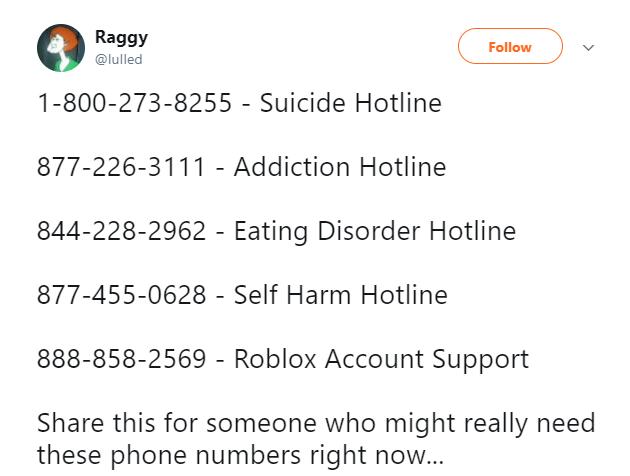 Raggy
@lulled
Follow
1-800-273-8255 - Suicide Hotline
877-226-3111 - Addiction Hotline
844-228-2962 - Eating Disorder Hotline
877-455-0628 - Self Harm Hotline
888-858-2569 - Roblox Account Support
Share this for someone who might really need
these phone numbers right now...